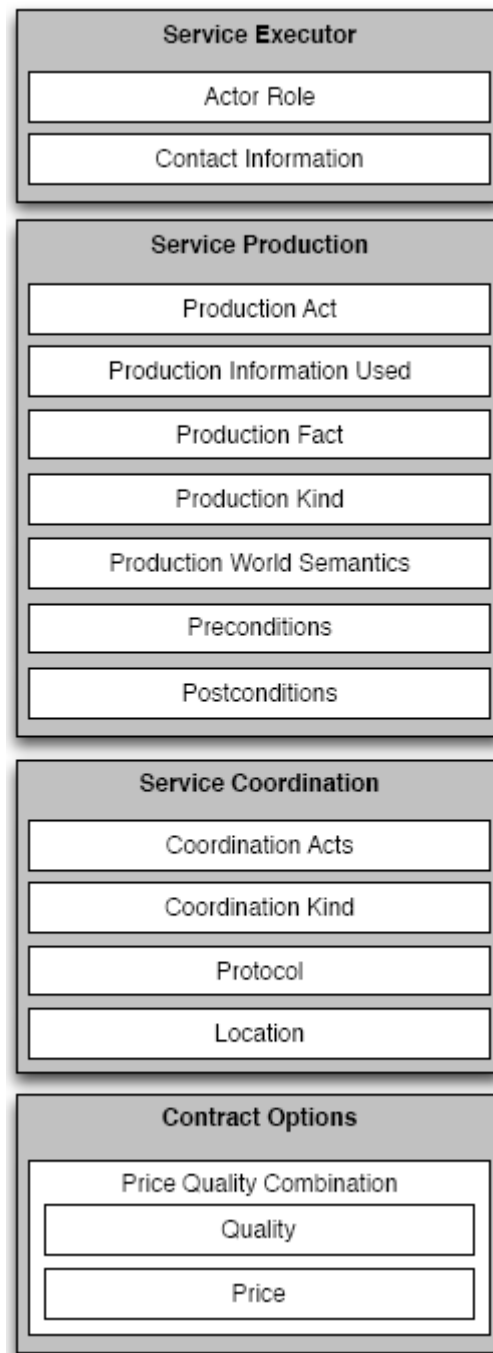 Service Executor
Actor Role
Contact Information
Service Production
Production Act
Production Information Used
Production Fact
Production Kind
Production World Semantics
Preconditions
Postconditions
Service Coordination
Coordination Acts
Coordination Kind
Protocol
Location
Contract Options
Price Quality Combination
Quality
Price